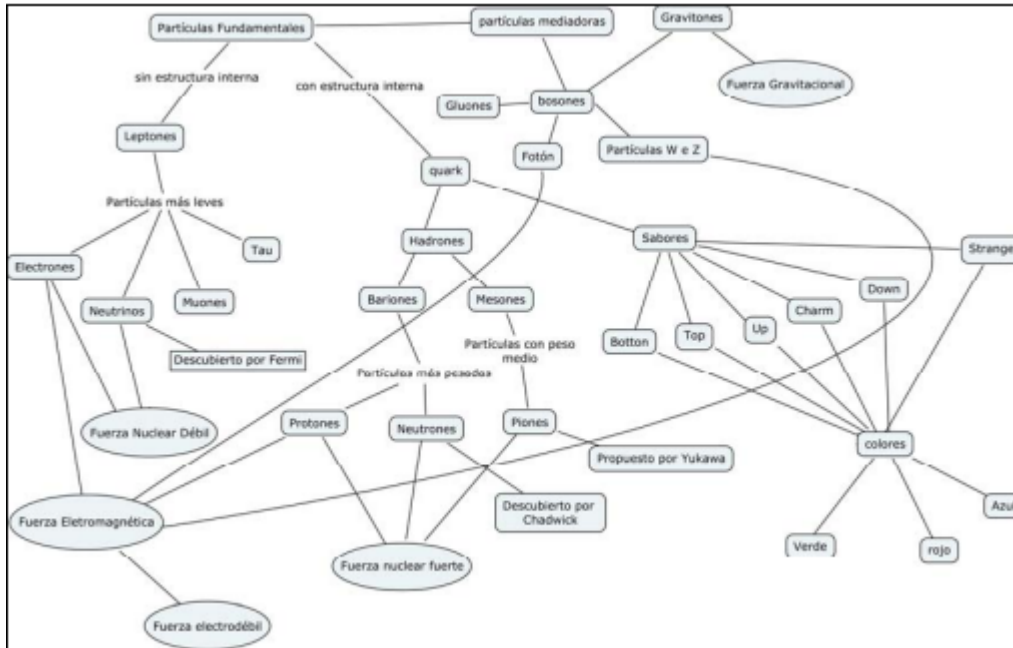 Partículas Fundamentales
partículas mediadoras
Gravitones
sin estructura interna
con estructura interna
Fuerza Gravitacional
Gluones
bosones
Leptones
Fotón
Partículas W e Z
quark
Partículas más leves
Tau
Hadrones
Sabores
Strange
Electrones
Neutrinos
Muones
Bariones
Mesones
Down
Charm
Up
Top
Botton
Descubierto por Fermi
Partículas con peso
medio
Partículas más pesadas
Fuerza Nuclear Débil
Protones
Neutrones
Piones
colores
Propuesto por Yukawa
Descubierto por
Chadwick
Azul
Fuerza Eletromagnética
Verde
rojo
Fuerza nuclear fuerte
Fuerza electrodébil